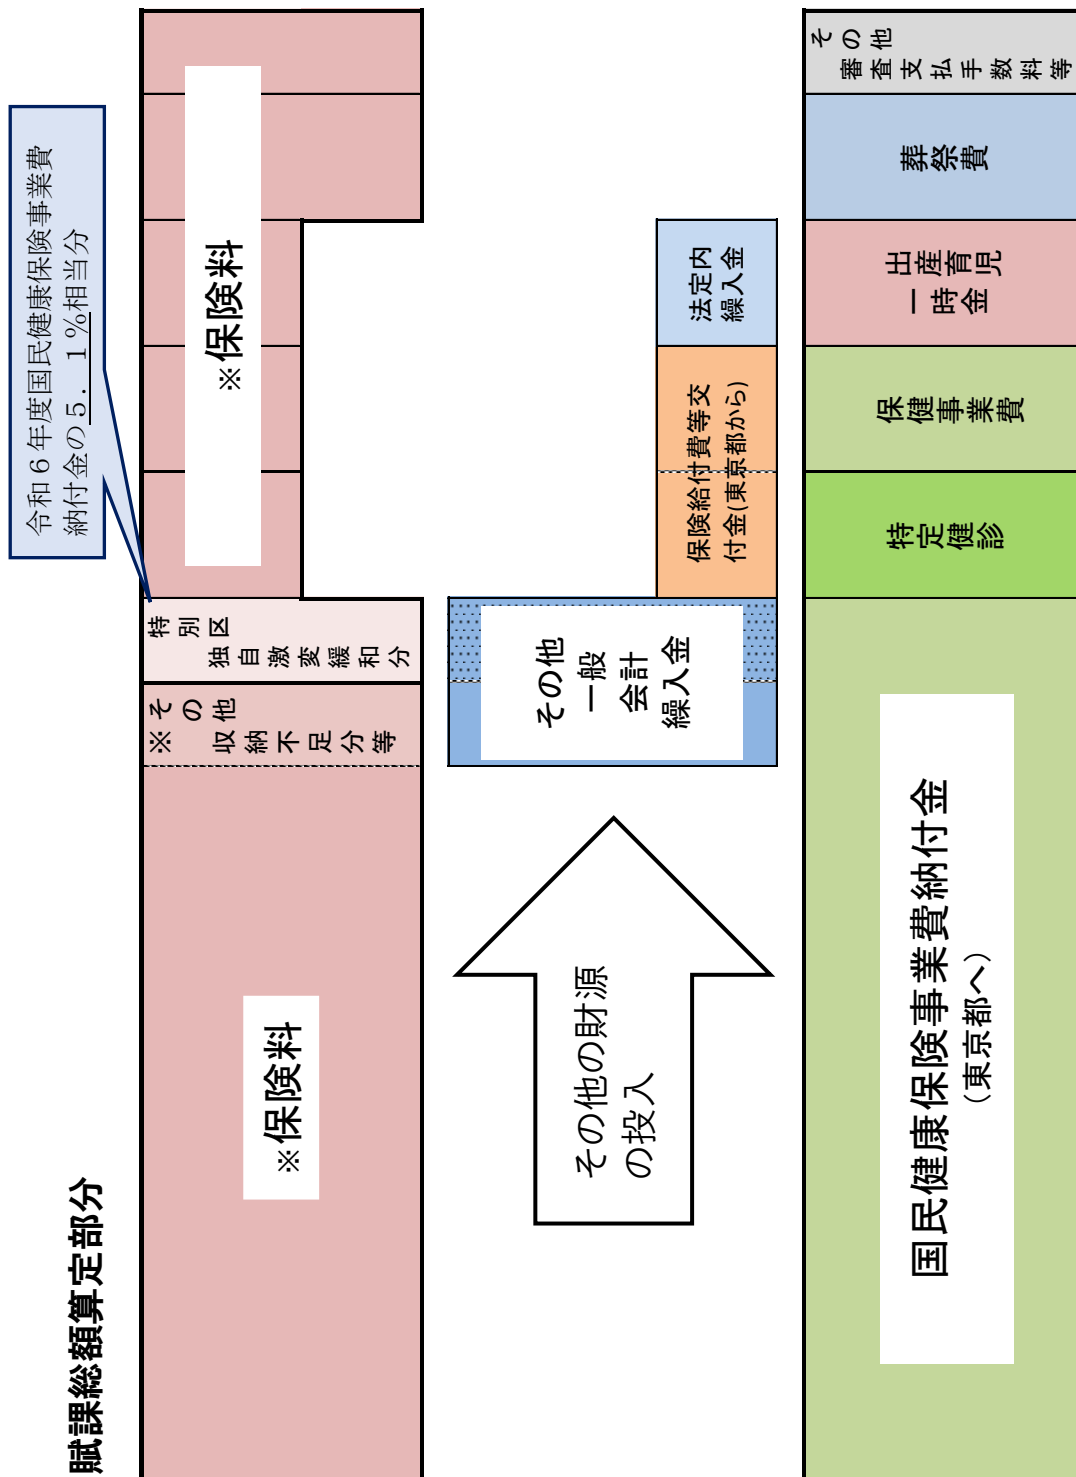 賦課総額算定部分
令和６年度国民健康保険事業費
納付金の５．１％相当分
※保険料
※その他
収納不足分等
特別区
独自激変緩和分
※保険料
その他の財源
の投入
その他
一般
会計
繰入金
保険給付費等交
付金(東京都から)
法定内
繰入金
国民健康保険事業費納付金
（東京都へ）
特定健診
保健事業費
出産育児
一時金
葬祭費
その他
審査支払手数料等